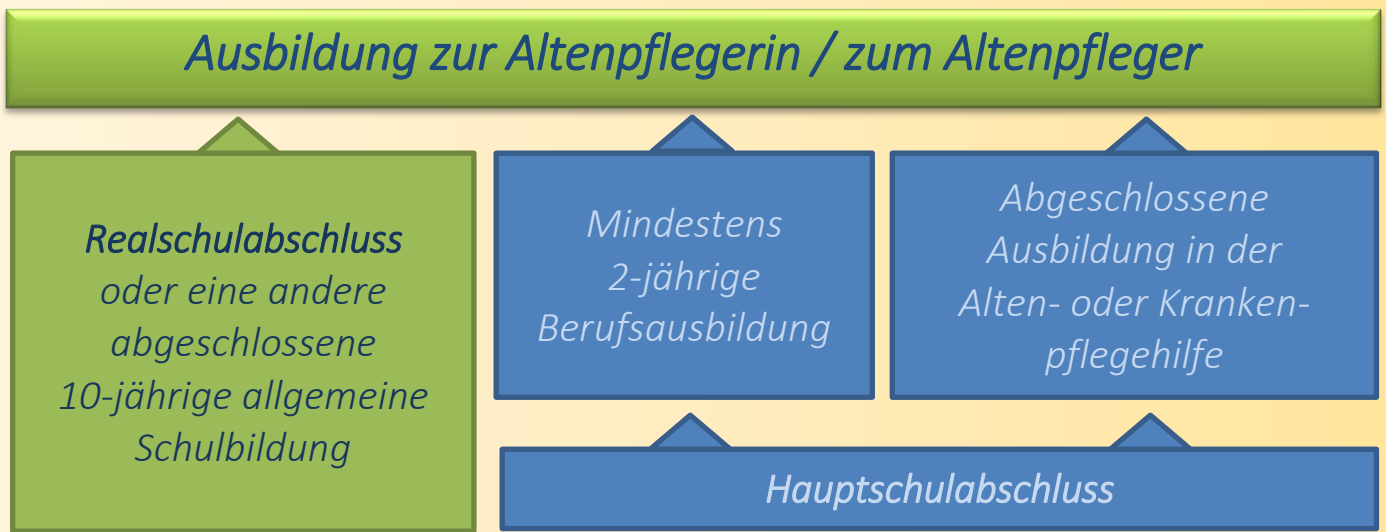 Ausbildung zur Altenpflegerin / zum Altenpfleger
Realschulabschluss
oder eine andere
abgeschlossene
10-jährige allgemeine
Schulbildung
Mindestens
2-jährige
Berufsausbildung
Abgeschlossene
Ausbildung in der
Alten- oder Kranken-
pflegehilfe
Hauptschulabschluss